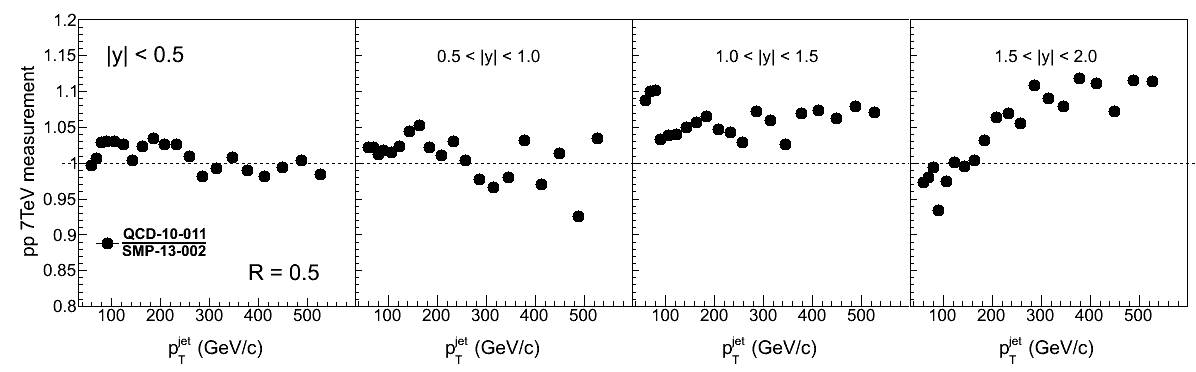 pp 7TeV measurement
1.2
1.15
1.1
1.05
1
0.95
0.9
0.85
0.8
|y| < 0.5
0.5 < |y| < 1.0
1.0 < |y| < 1.5
1.5 < |y| < 2.0
QCD-10-011
SMP-13-002
R = 0.5
100 200 300 400 500
100 200 300 400 500
100 200 300 400 500
100 200 300 400 500
p_T^jet (GeV/c)
p_T^jet (GeV/c)
p_T^jet (GeV/c)
p_T^jet (GeV/c)